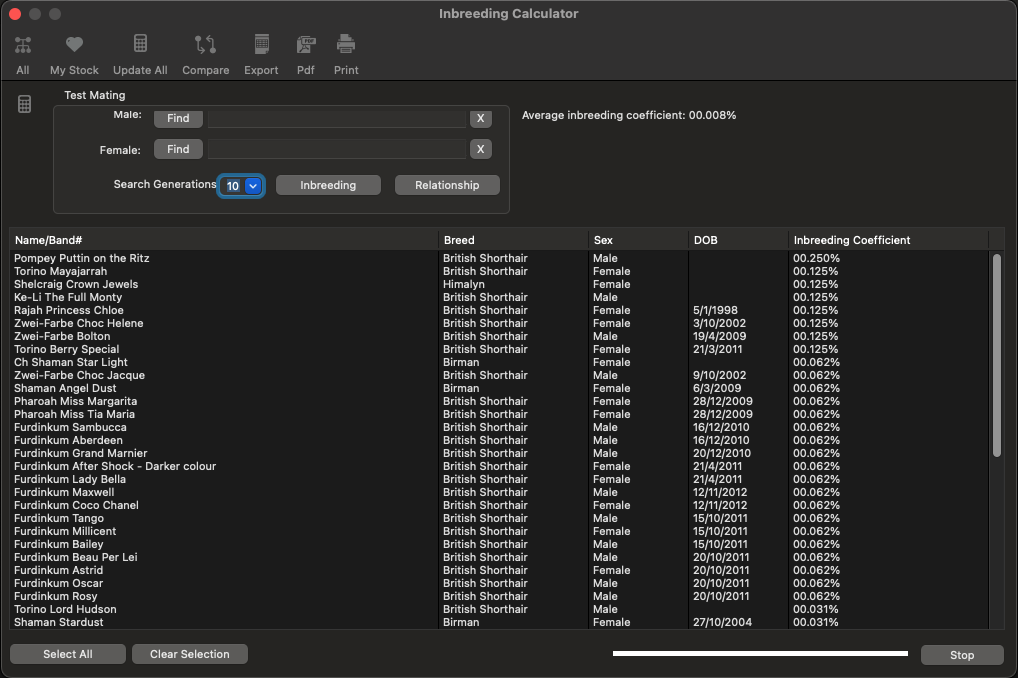 Inbreeding Calculator
All My Stock Update All Compare Export Pdf Print
Test Mating
Male: Find X
Average inbreeding coefficient: 00.008%
Female: Find X
Search Generations 10 Inbreeding Relationship
Name/Band# Breed Sex DOB Inbreeding Coefficient
Pompey Puttin on the Ritz British Shorthair Male 00.250%
Torino Mayajarrah British Shorthair Female 00.125%
Shelcraig Crown Jewels Himalyn Female 00.125%
Ke-Li The Full Monty British Shorthair Male 00.125%
Rajah Princess Chloe British Shorthair Female 5/1/1998 00.125%
Zwei-Farbe Choc Helene British Shorthair Female 3/10/2002 00.125%
Zwei-Farbe Bolton British Shorthair Male 19/4/2009 00.125%
Torino Berry Special British Shorthair Female 21/3/2011 00.125%
Ch Shaman Star Light Birman Female 00.062%
Zwei-Farbe Choc Jacque British Shorthair Male 9/10/2002 00.062%
Shaman Angel Dust Birman Female 6/3/2009 00.062%
Pharoah Miss Margarita British Shorthair Female 28/12/2009 00.062%
Pharoah Miss Tia Maria British Shorthair Female 28/12/2009 00.062%
Furdinkum Sambucca British Shorthair Male 16/12/2010 00.062%
Furdinkum Aberdeen British Shorthair Male 16/12/2010 00.062%
Furdinkum Grand Marnier British Shorthair Male 20/12/2010 00.062%
Furdinkum After Shock - Darker colour British Shorthair Female 21/4/2011 00.062%
Furdinkum Lady Bella British Shorthair Female 21/4/2011 00.062%
Furdinkum Maxwell British Shorthair Male 12/11/2012 00.062%
Furdinkum Coco Chanel British Shorthair Female 12/11/2012 00.062%
Furdinkum Tango British Shorthair Male 15/10/2011 00.062%
Furdinkum Millicent British Shorthair Female 15/10/2011 00.062%
Furdinkum Bailey British Shorthair Male 15/10/2011 00.062%
Furdinkum Beau Per Lei British Shorthair Male 20/10/2011 00.062%
Furdinkum Astrid British Shorthair Female 20/10/2011 00.062%
Furdinkum Oscar British Shorthair Male 20/10/2011 00.062%
Furdinkum Rosy British Shorthair Male 20/10/2011 00.062%
Torino Lord Hudson British Shorthair Male 00.031%
Shaman Stardust Birman Female 27/10/2004 00.031%
Select All Clear Selection Stop